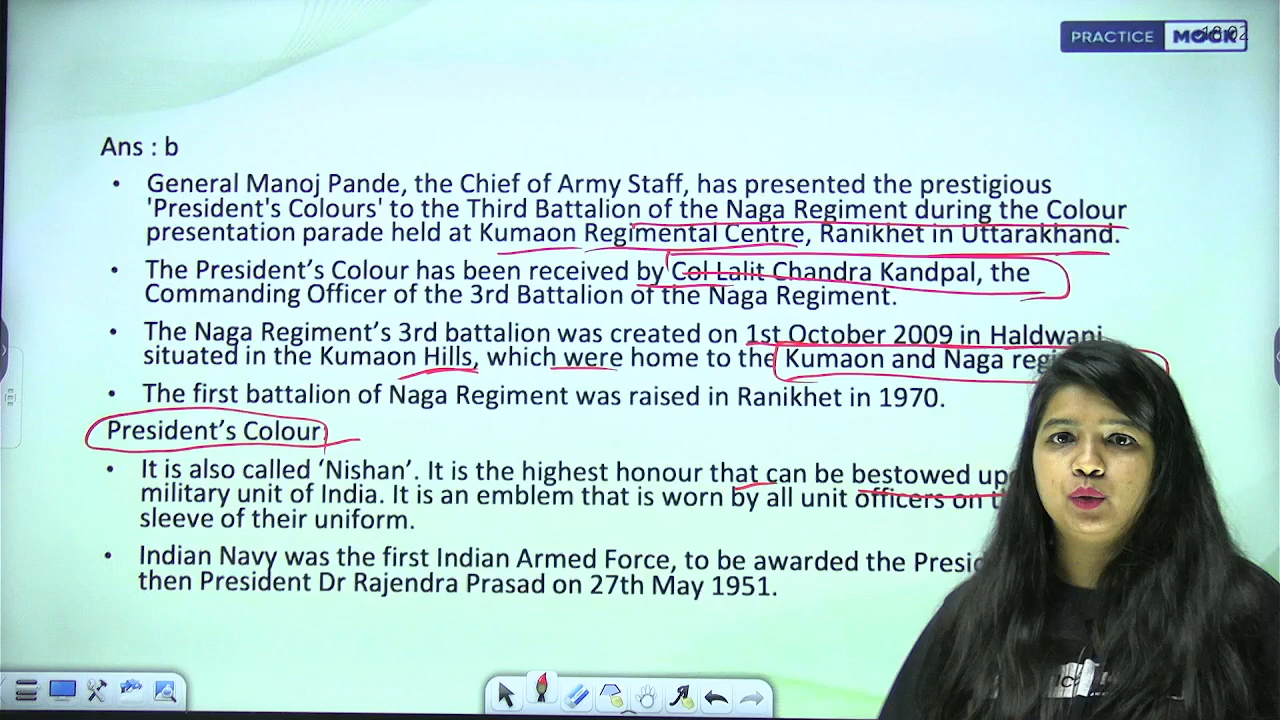 PRACTICE MOCK
Ans : b
• General Manoj Pande, the Chief of Army Staff, has presented the prestigious
'President's Colours' to the Third Battalion of the Naga Regiment during the Colour
presentation parade held at Kumaon Regimental Centre, Ranikhet in Uttarakhand.
• The President's Colour has been received by Col Lalit Chandra Kandpal, the
Commanding Officer of the 3rd Battalion of the Naga Regiment.
• The Naga Regiment's 3rd battalion was created on 1st October 2009 in Haldwani
situated in the Kumaon Hills, which were home to the Kumaon and Naga
• The first battalion of Naga Regiment was raised in Ranikhet in 1970.
President's Colour
• It is also called 'Nishan'. It is the highest honour that can be bestowed
military unit of India. It is an emblem that is worn by all unit officers on
sleeve of their uniform.
• Indian Navy was the first Indian Armed Force, to be awarded the
then President Dr Rajendra Prasad on 27th May 1951.